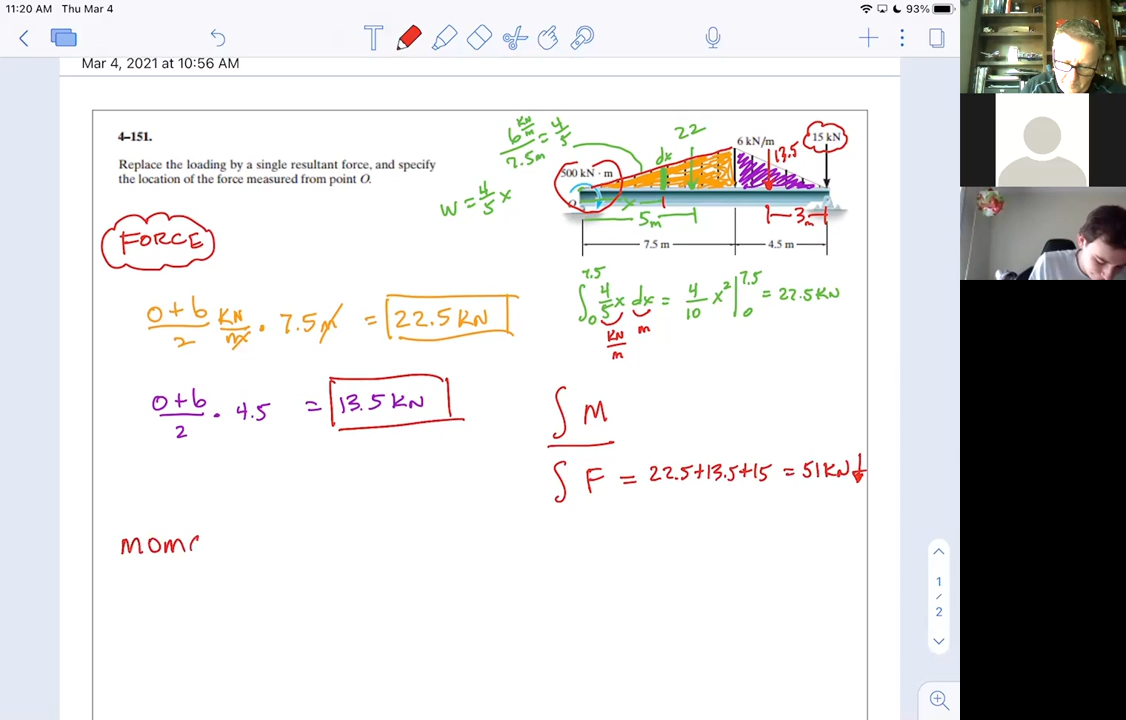 11:20 AM Thu Mar 4
93%
Mar 4, 2021 at 10:56 AM
4–151.
Replace the loading by a single resultant force, and specify
the location of the force measured from point O.
6 KN/m / 7.5m = 4/5
w = 4/5 x
500 kN · m
dx
22
6 kN/m
13.5
15 kN
O
x
5m
3m
7.5 m
4.5 m
FORCE
∫₀^7.5 4/5 x dx = 4/10 x² |₀^7.5 = 22.5 KN
KN/m
m
0+6/2 KN/m · 7.5m = 22.5 KN
0+6/2 · 4.5 = 13.5 KN
∫ M
∫ F = 22.5+13.5+15 = 51 KN ↓
mome
1
/
2